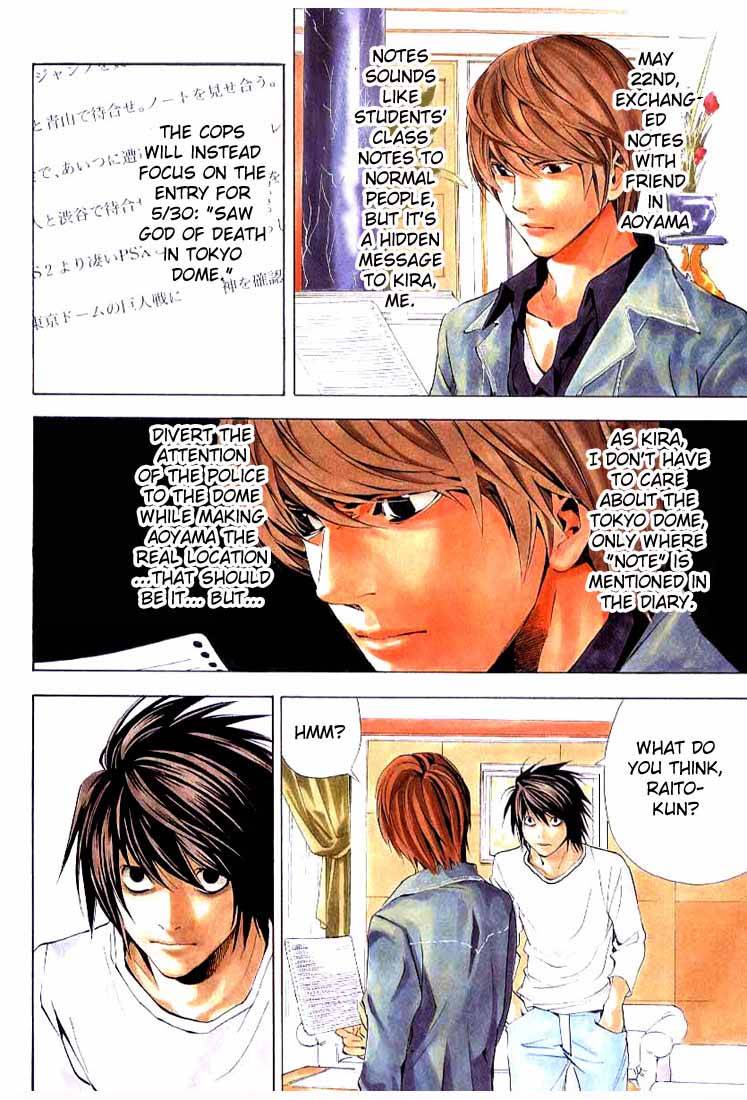 MAY
22ND,
EXCHANG-
ED
NOTES
WITH
FRIEND
IN
AOYAMA
NOTES
SOUNDS
LIKE
STUDENTS'
CLASS
NOTES TO
NORMAL
PEOPLE,
BUT IT'S
A HIDDEN
MESSAGE
TO KIRA,
ME.
と青山で待合せ。ノートを見せ合う。
で、あいつに遭
人と渋谷で待合せ
S2より凄いPSX
東京ドームの巨人戦に
神を確認
THE COPS
WILL INSTEAD
FOCUS ON THE
ENTRY FOR
5/30: "SAW
GOD OF DEATH
IN TOKYO
DOME."
AS KIRA,
I DON'T HAVE
TO CARE
ABOUT THE
TOKYO DOME,
ONLY WHERE
"NOTE" IS
MENTIONED IN
THE DIARY.
DIVERT THE
ATTENTION
OF THE POLICE
TO THE DOME
WHILE MAKING
AOYAMA THE
REAL LOCATION
...THAT SHOULD
BE IT... BUT...
WHAT DO
YOU THINK,
RAITO-
KUN?
HMM?